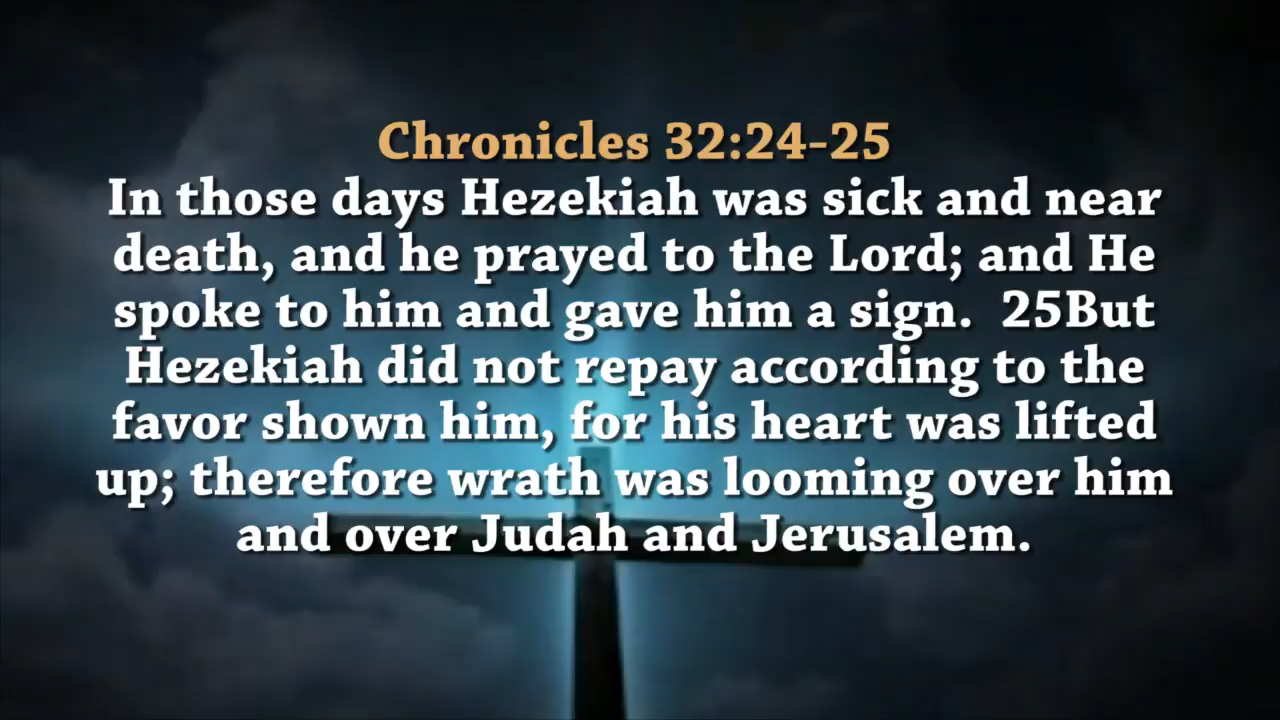 Chronicles 32:24-25
In those days Hezekiah was sick and near
death, and he prayed to the Lord; and He
spoke to him and gave him a sign.  25But
Hezekiah did not repay according to the
favor shown him, for his heart was lifted
up; therefore wrath was looming over him
and over Judah and Jerusalem.